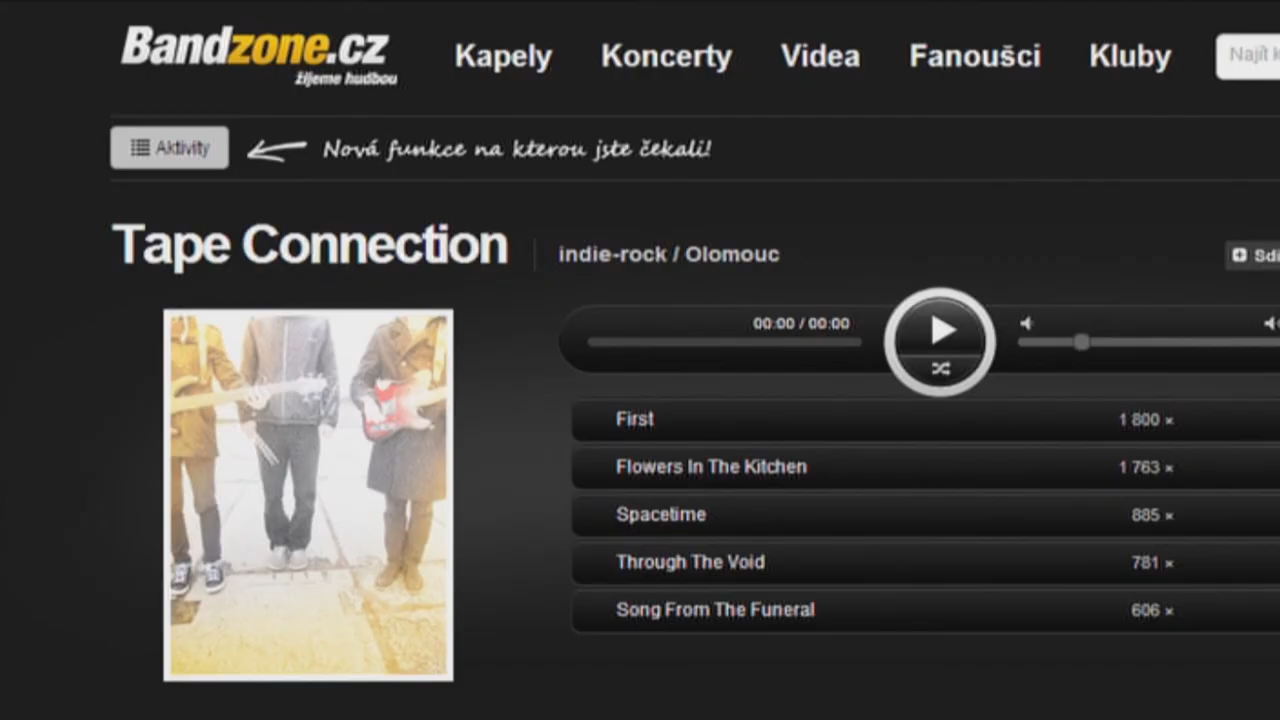 Bandzone.cz
žijeme hudbou
Kapely Koncerty Videa Fanoušci Kluby Najít
Aktivity Nová funkce na kterou jste čekali!
Tape Connection indie-rock / Olomouc
00:00 / 00:00
First 1 800 ×
Flowers In The Kitchen 1 763 ×
Spacetime 885 ×
Through The Void 781 ×
Song From The Funeral 606 ×